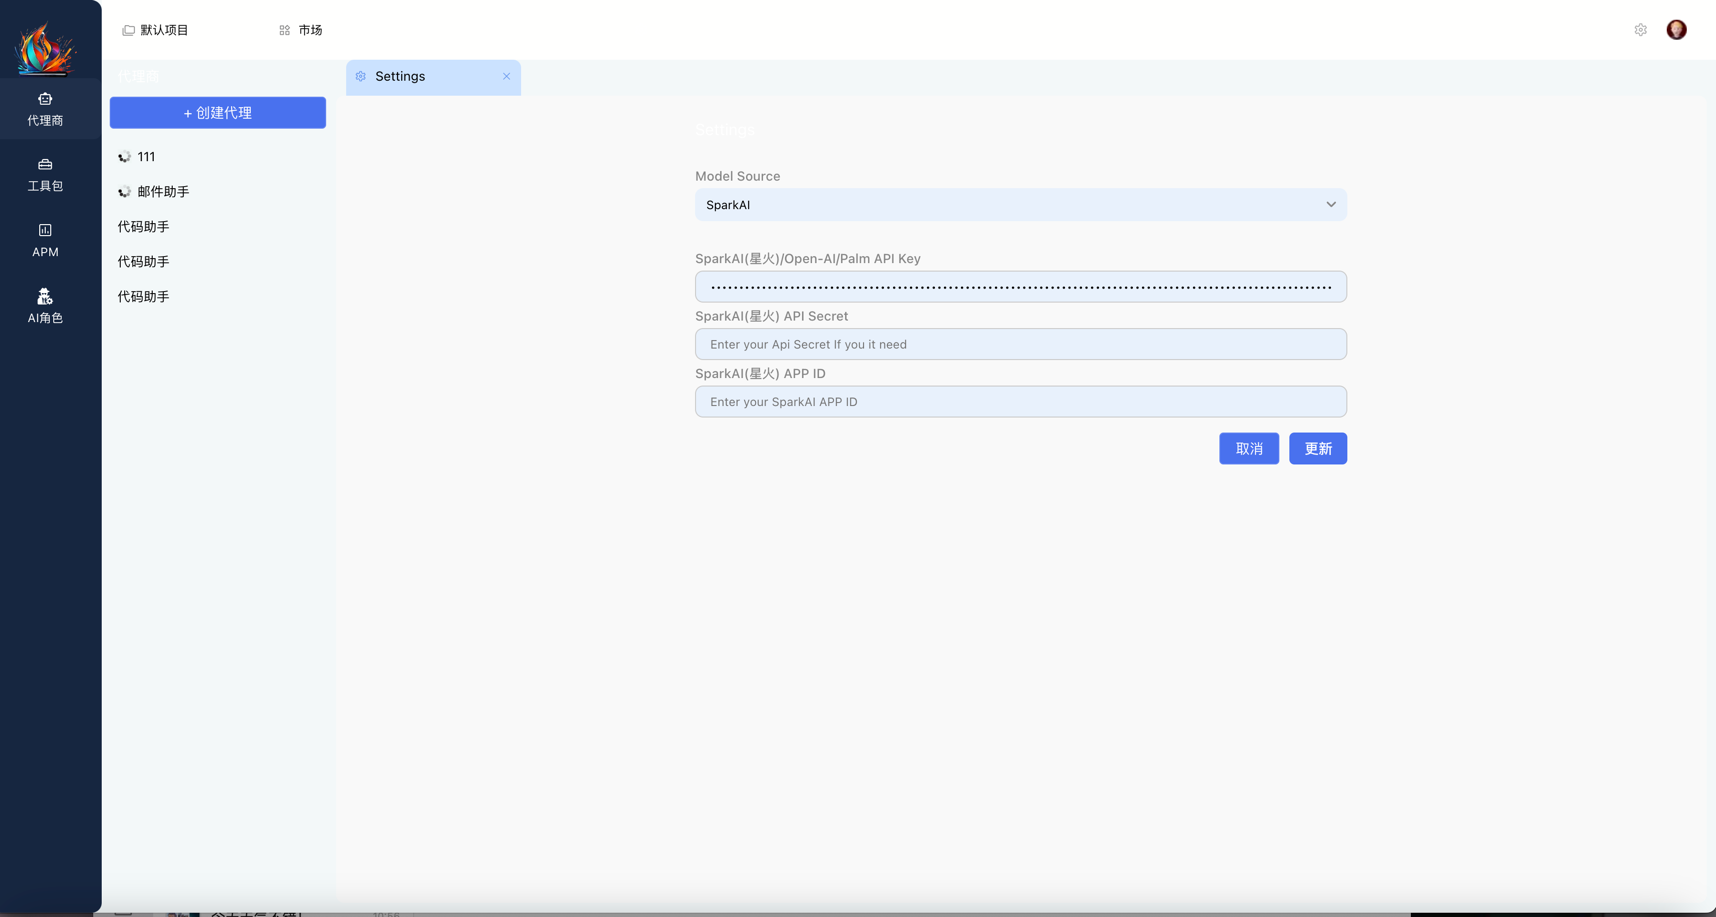 默认项目
市场
代理商
Settings
+ 创建代理
代理商
工具包
APM
AI角色
111
邮件助手
代码助手
代码助手
代码助手
Settings
Model Source
SparkAI
SparkAI(星火)/Open-AI/Palm API Key
SparkAI(星火) API Secret
Enter your Api Secret If you it need
SparkAI(星火) APP ID
Enter your SparkAI APP ID
取消
更新